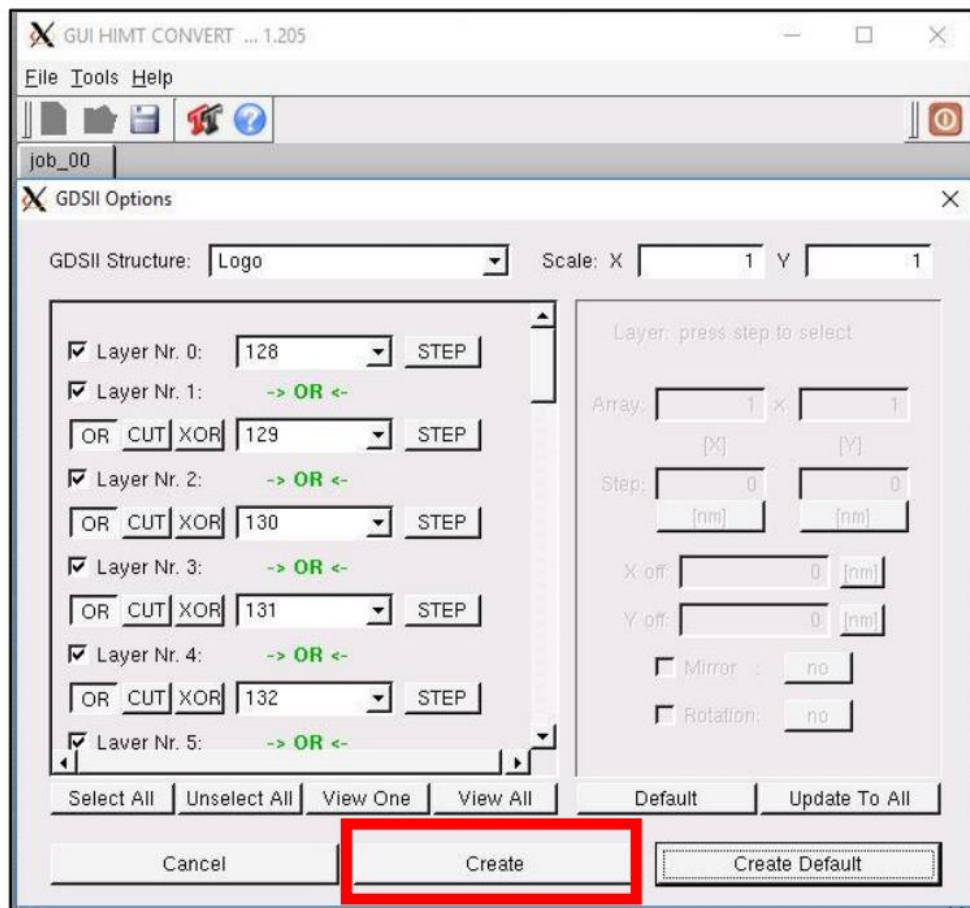 GUI HIMT CONVERT ... 1.205
File Tools Help
job_00
GDSII Options
GDSII Structure: Logo Scale: X 1 Y 1
Layer: press step to select
Layer Nr. 0: 128 STEP
Layer Nr. 1: -> OR <-
OR CUT XOR 129 STEP
Layer Nr. 2: -> OR <-
OR CUT XOR 130 STEP
Layer Nr. 3: -> OR <-
OR CUT XOR 131 STEP
Layer Nr. 4: -> OR <-
OR CUT XOR 132 STEP
Layer Nr. 5: -> OR <-
Array: 1 x 1
[X] [Y]
Step: 0 0
[nm] [nm]
X off: 0 [nm]
Y off: 0 [nm]
Mirror : no
Rotation: no
Select All Unselect All View One View All Default Update To All
Cancel Create Create Default